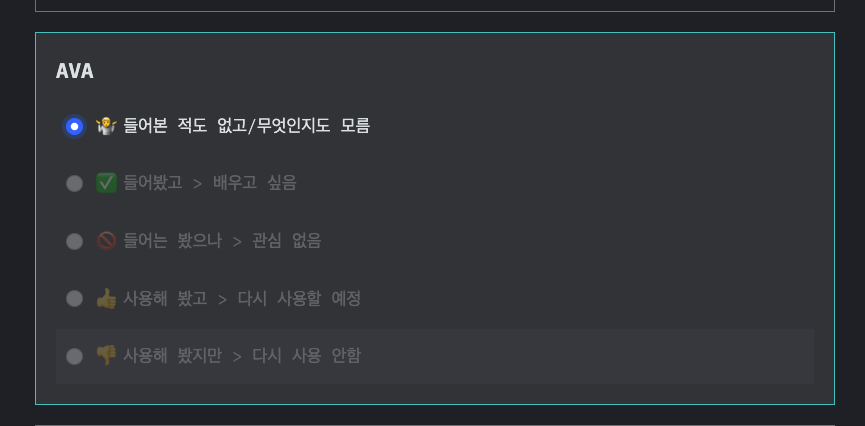 AVA
🤷 들어본 적도 없고/무엇인지도 모름
✅ 들어봤고 > 배우고 싶음
🚫 들어는 봤으나 > 관심 없음
👍 사용해 봤고 > 다시 사용할 예정
👎 사용해 봤지만 > 다시 사용 안함